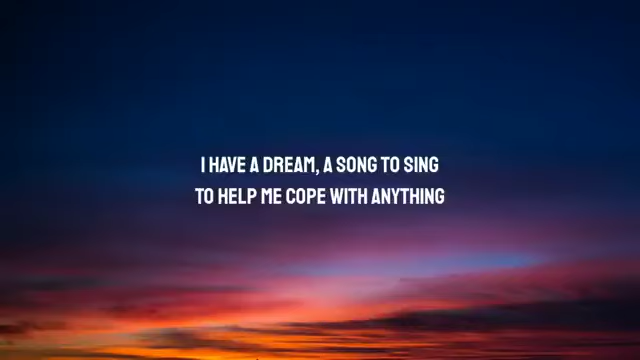 I HAVE A DREAM, A SONG TO SING
TO HELP ME COPE WITH ANYTHING